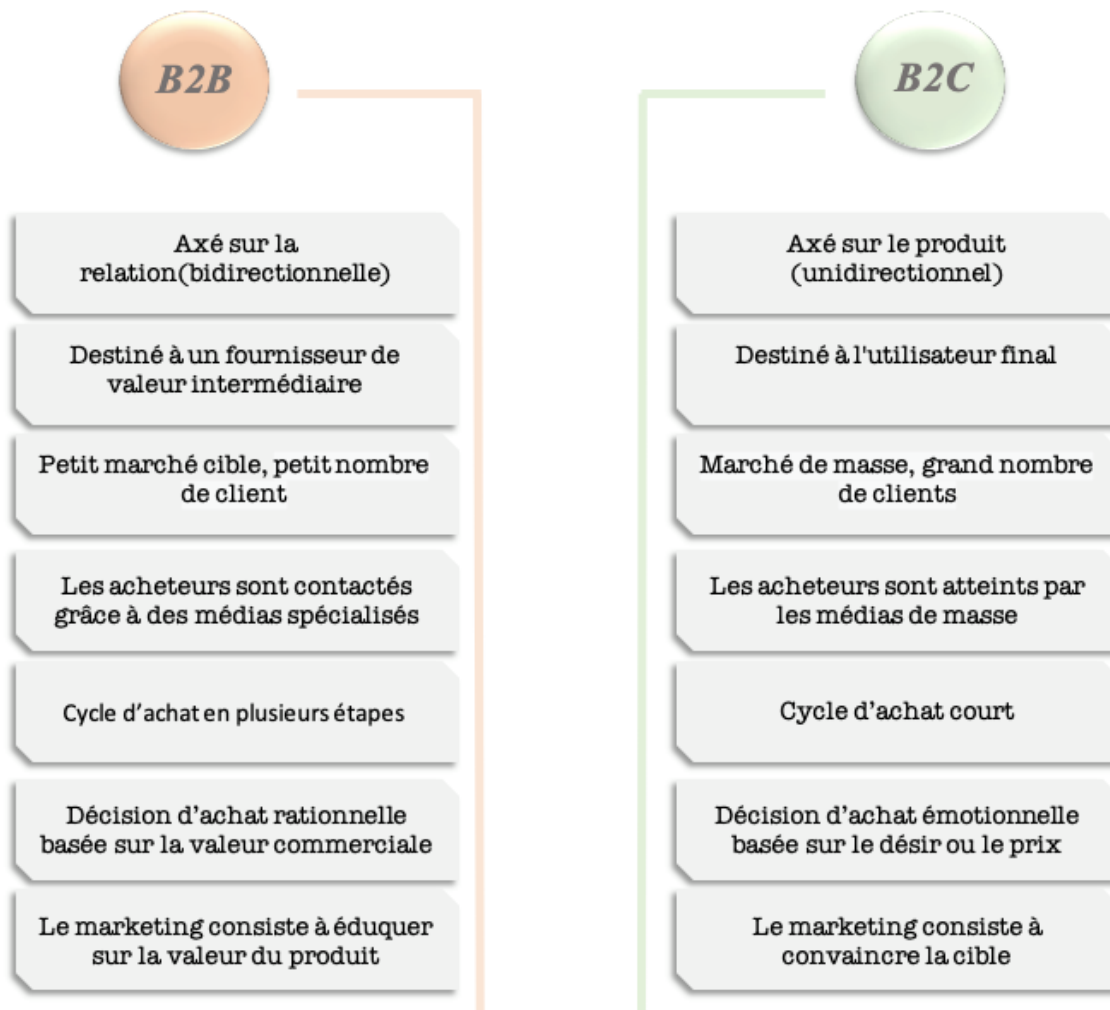 B2B
Axé sur la
relation(bidirectionnelle)
Destiné à un fournisseur de
valeur intermédiaire
Petit marché cible, petit nombre
de client
Les acheteurs sont contactés
grâce à des médias spécialisés
Cycle d'achat en plusieurs étapes
Décision d'achat rationnelle
basée sur la valeur commerciale
Le marketing consiste à éduquer
sur la valeur du produit
B2C
Axé sur le produit
(unidirectionnel)
Destiné à l'utilisateur final
Marché de masse, grand nombre
de clients
Les acheteurs sont atteints par
les médias de masse
Cycle d'achat court
Décision d'achat émotionnelle
basée sur le désir ou le prix
Le marketing consiste à
convaincre la cible